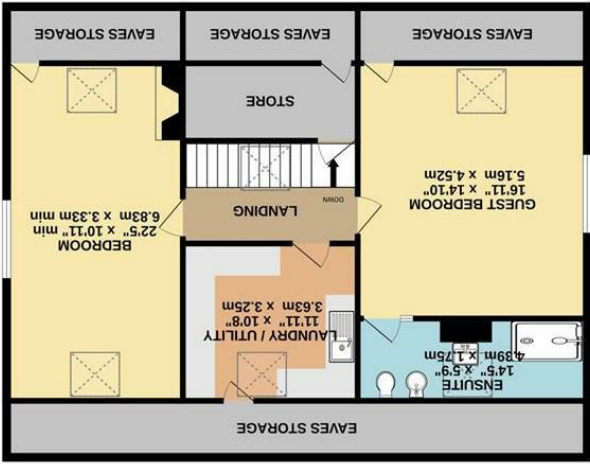 EAVES STORAGE
ENSUITE
14'5" x 5'9"
4.39m x 1.75m
LAUNDRY / UTILITY
11'11" x 10'8"
3.63m x 3.25m
BEDROOM
22'5" x 10'11" min
6.83m x 3.33m min
GUEST BEDROOM
16'11" x 14'10"
5.16m x 4.52m
DOWN
LANDING
STORE
EAVES STORAGE
EAVES STORAGE
EAVES STORAGE